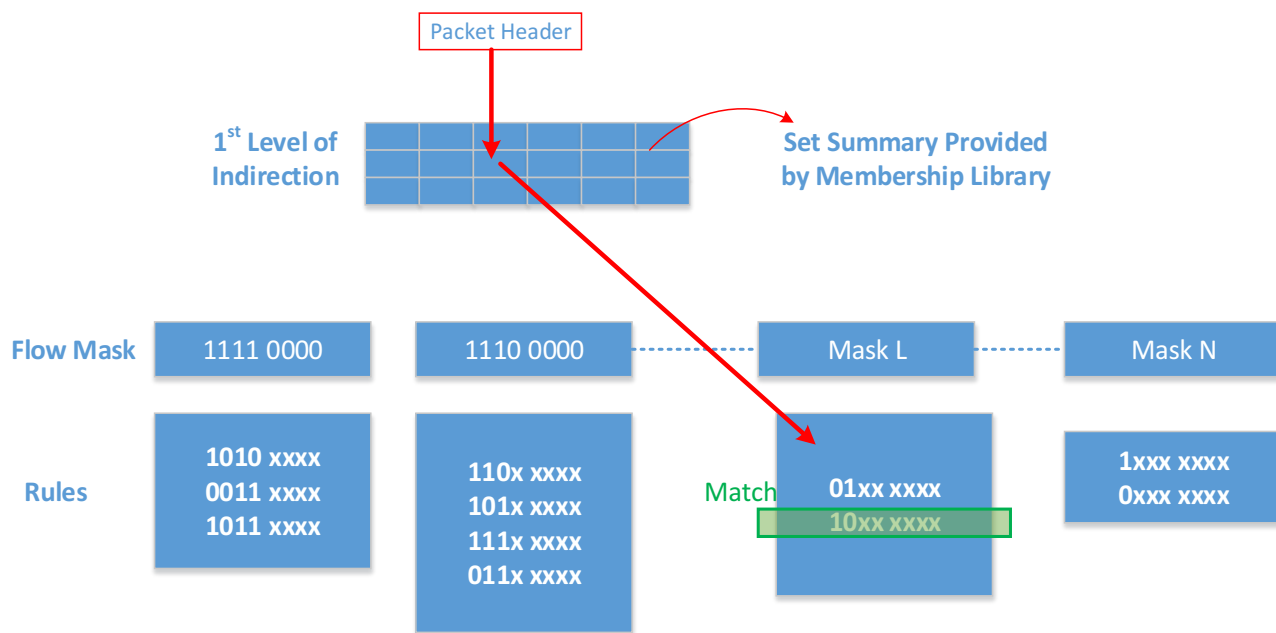 Packet Header
1st Level of
Indirection
Set Summary Provided
by Membership Library
Flow Mask
1111 0000
1110 0000
Mask L
Mask N
Rules
1010 xxxx
0011 xxxx
1011 xxxx
110x xxxx
101x xxxx
111x xxxx
011x xxxx
Match
01xx xxxx
10xx xxxx
1xxx xxxx
0xxx xxxx